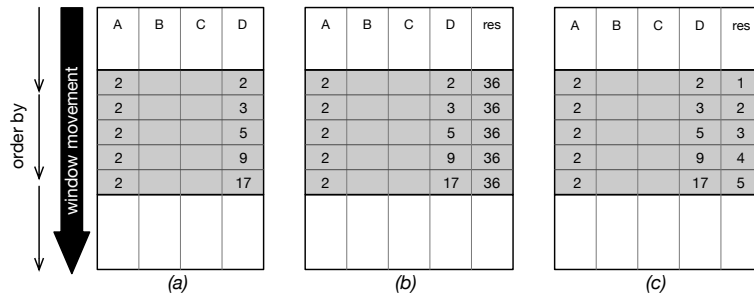 order by
window movement
A B C D
2 2
2 3
2 5
2 9
2 17
(a)
A B C D res
2 2 36
2 3 36
2 5 36
2 9 36
2 17 36
(b)
A B C D res
2 2 1
2 3 2
2 5 3
2 9 4
2 17 5
(c)